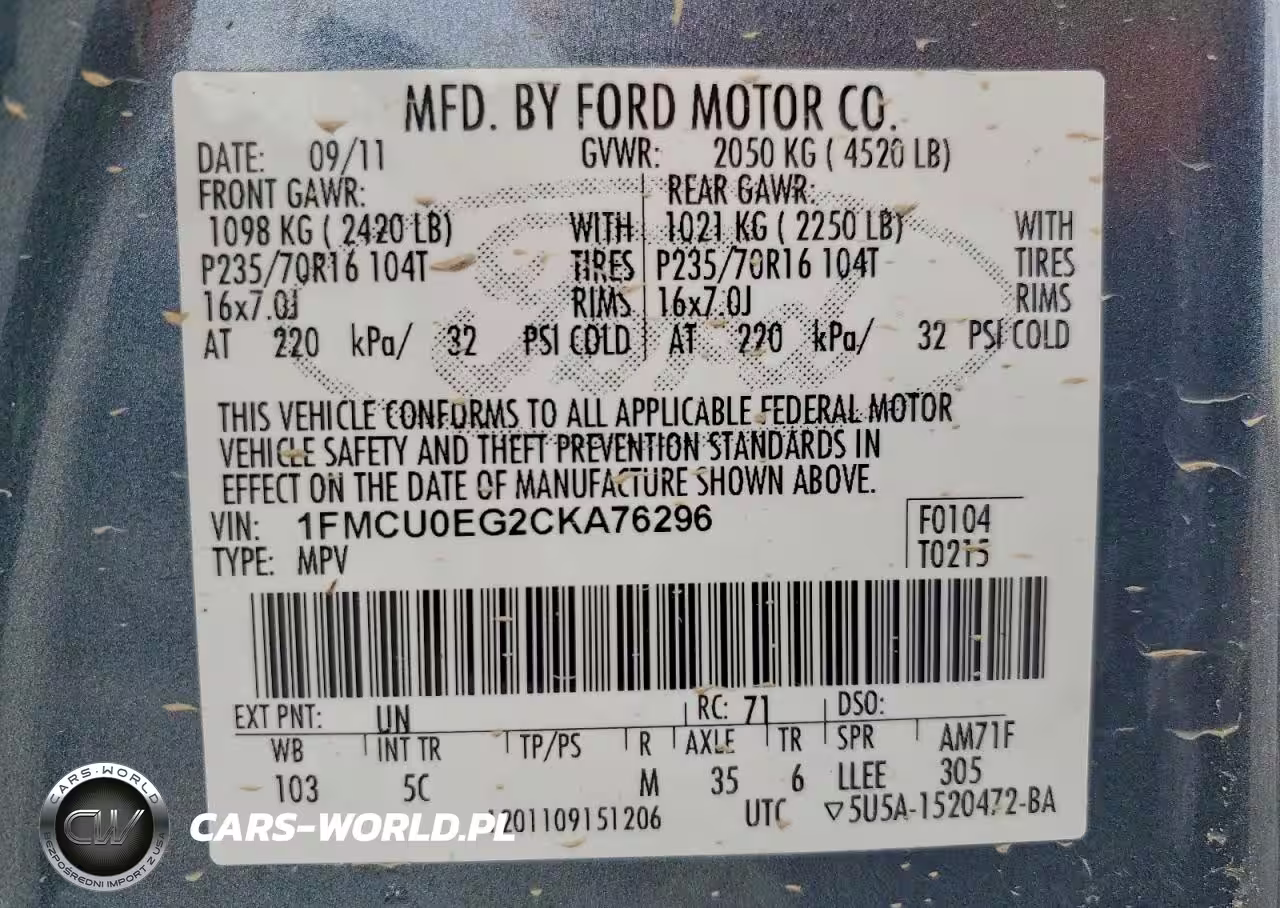 MFD. BY FORD MOTOR CO.
DATE: 09/11 GVWR: 2050 KG ( 4520 LB)
FRONT GAWR: REAR GAWR:
1098 KG ( 2420 LB) WITH 1021 KG ( 2250 LB) WITH
P235/70R16 104T TIRES P235/70R16 104T TIRES
16x7.0J RIMS 16x7.0J RIMS
AT 220 kPa/ 32 PSI COLD AT 220 kPa/ 32 PSI COLD
THIS VEHICLE CONFORMS TO ALL APPLICABLE FEDERAL MOTOR
VEHICLE SAFETY AND THEFT PREVENTION STANDARDS IN
EFFECT ON THE DATE OF MANUFACTURE SHOWN ABOVE.
VIN: 1FMCU0EG2CKA76296 F0104
TYPE: MPV T0215
EXT PNT: UN RC: 71 DSO:
WB INT TR TP/PS R AXLE TR SPR AM71F
103 5C M 35 6 LLEE 305
201109151206 UTC ▽5U5A-1520472-BA
CARS-WORLD
CW
BEZPOŚREDNI IMPORT Z USA
CARS-WORLD.PL